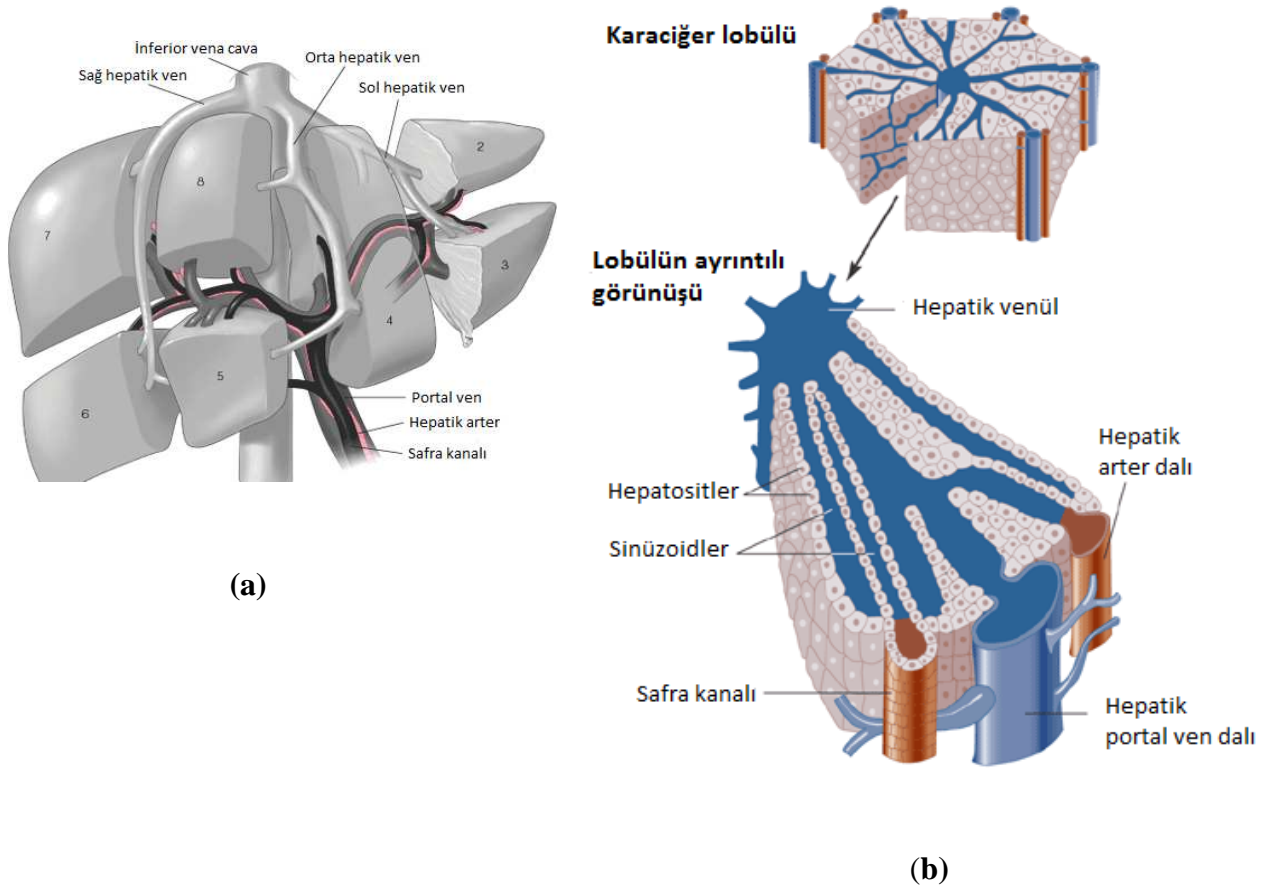 İnferior vena cava
Sağ hepatik ven
Orta hepatik ven
Sol hepatik ven
2
8
7
3
4
5
6
Portal ven
Hepatik arter
Safra kanalı
(a)
Karaciğer lobülü
Lobülün ayrıntılı
görünüşü
Hepatik venül
Hepatik
arter dalı
Hepatositler
Sinüzoidler
Safra kanalı
Hepatik
portal ven dalı
(b)